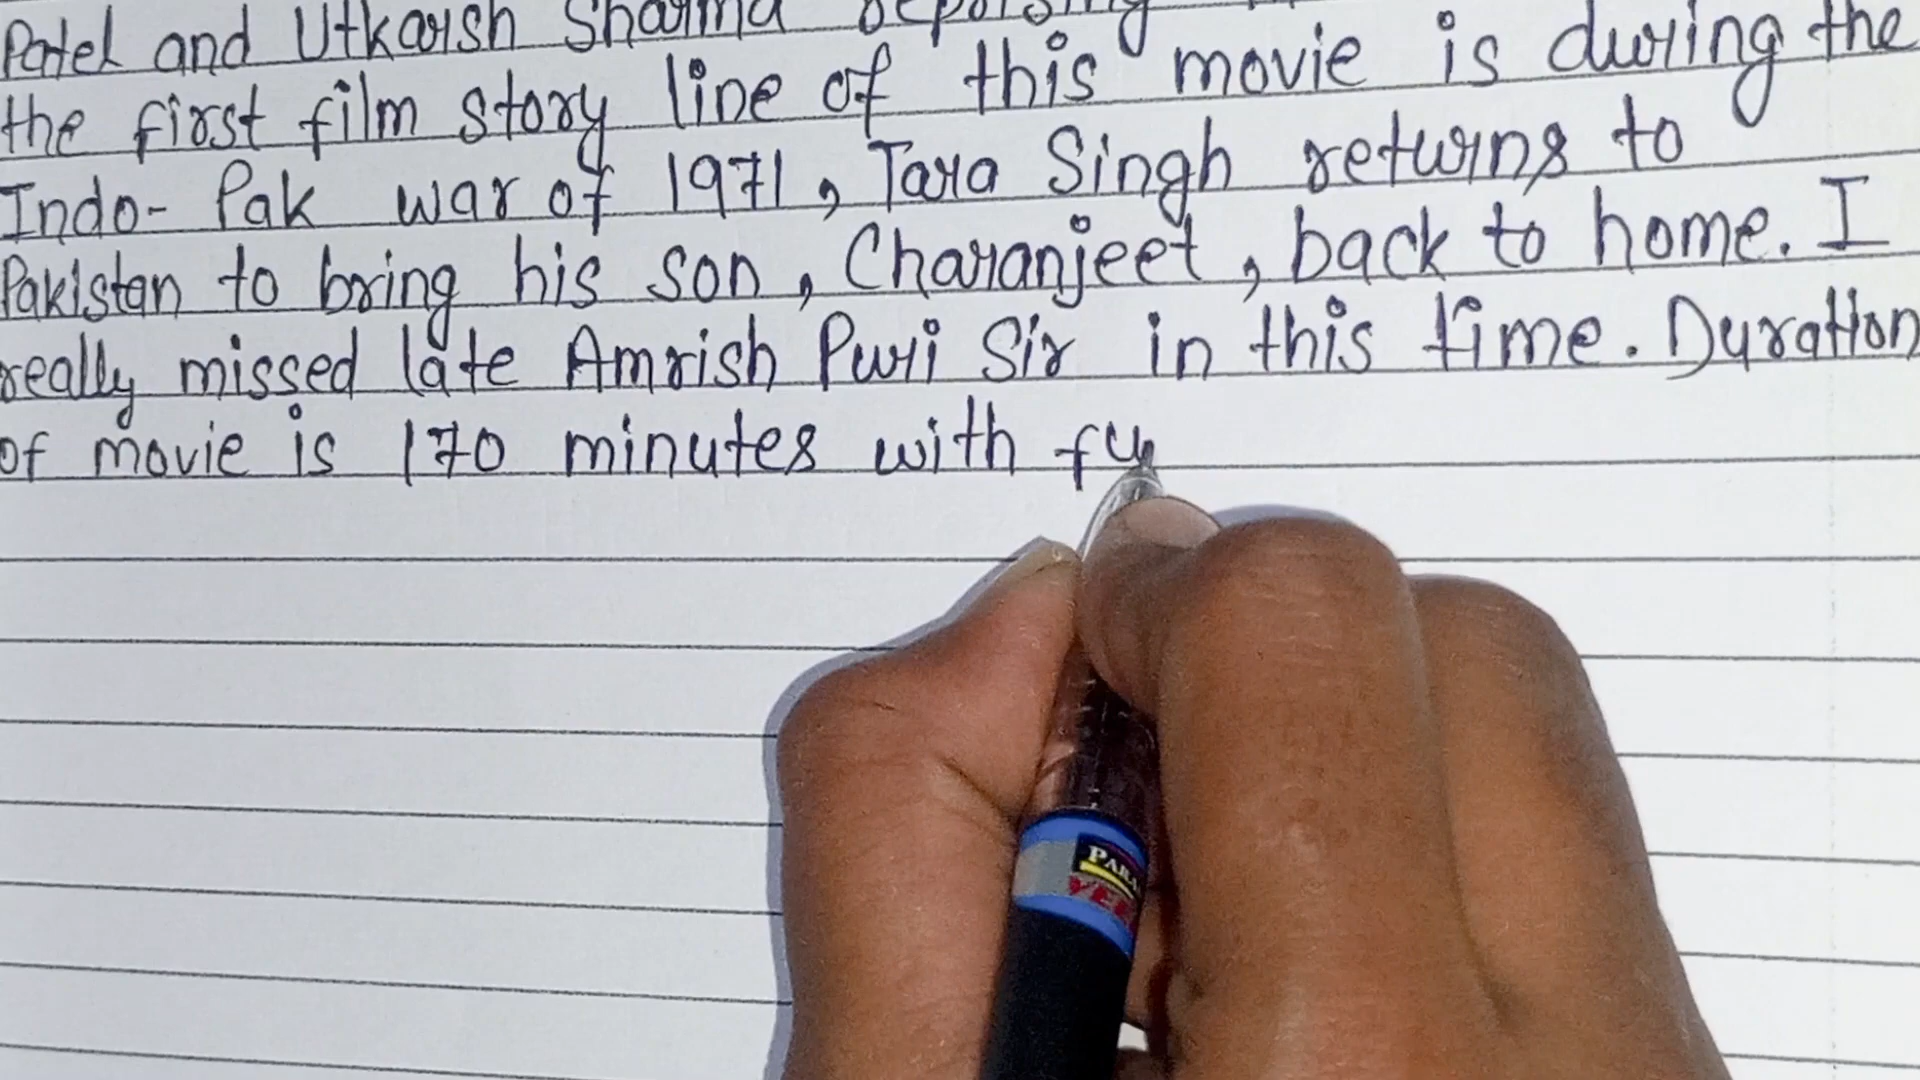 Patel and Utkarsh Sharma
the first film story line of this movie is during the
Indo- Pak war of 1971, Tara Singh returns to
Pakistan to bring his son, Charanjeet, back to home. I
really missed late Amrish Puri Sir in this time. Duration
of movie is 170 minutes with fu